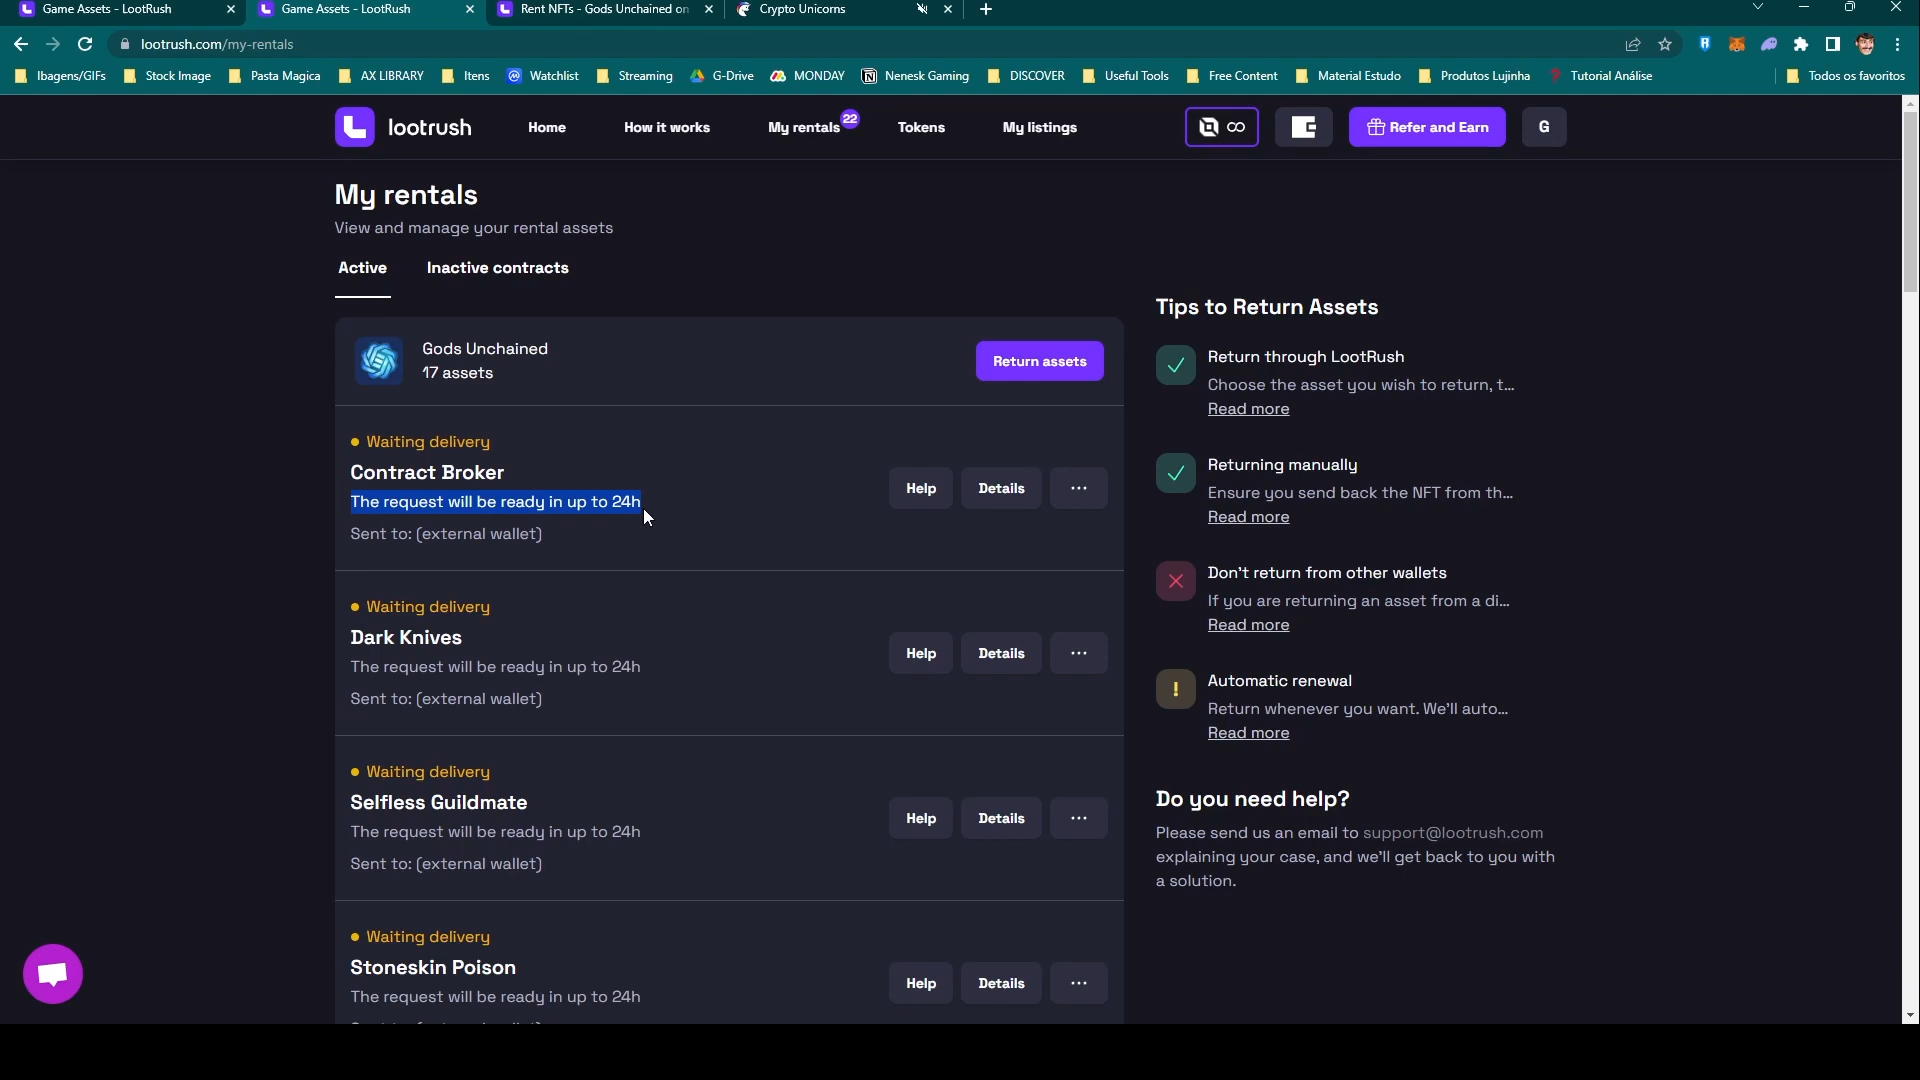 Game Assets - LootRush
Game Assets - LootRush
Rent NFTs - Gods Unchained on
Crypto Unicorns
lootrush.com/my-rentals
Ibagens/GIFs
Stock Image
Pasta Magica
AX LIBRARY
Itens
Watchlist
Streaming
G-Drive
MONDAY
Nenesk Gaming
DISCOVER
Useful Tools
Free Content
Material Estudo
Produtos Lujinha
Tutorial Análise
Todos os favoritos
lootrush
Home
How it works
My rentals
22
Tokens
My listings
Refer and Earn
G
My rentals
View and manage your rental assets
Active
Inactive contracts
Gods Unchained
17 assets
Return assets
Waiting delivery
Contract Broker
The request will be ready in up to 24h
Sent to: (external wallet)
Help
Details
...
Waiting delivery
Dark Knives
The request will be ready in up to 24h
Sent to: (external wallet)
Help
Details
...
Waiting delivery
Selfless Guildmate
The request will be ready in up to 24h
Sent to: (external wallet)
Help
Details
...
Waiting delivery
Stoneskin Poison
The request will be ready in up to 24h
Help
Details
...
Tips to Return Assets
Return through LootRush
Choose the asset you wish to return, t...
Read more
Returning manually
Ensure you send back the NFT from th...
Read more
Don't return from other wallets
If you are returning an asset from a di...
Read more
Automatic renewal
Return whenever you want. We'll auto...
Read more
Do you need help?
Please send us an email to support@lootrush.com
explaining your case, and we'll get back to you with
a solution.